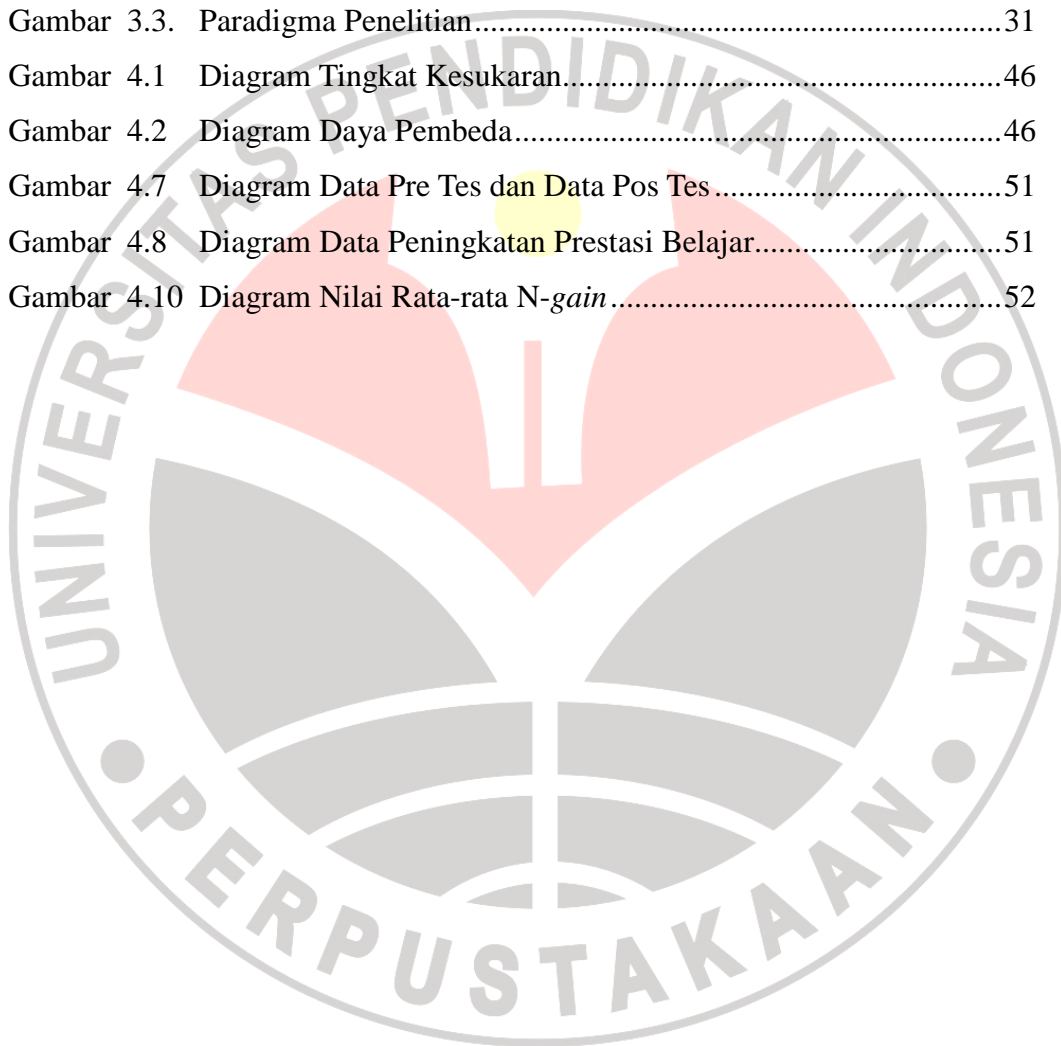 Gambar 3.3. Paradigma Penelitian.......................................................................31
Gambar 4.1 Diagram Tingkat Kesukaran...............................................................46
Gambar 4.2 Diagram Daya Pembeda......................................................................46
Gambar 4.7 Diagram Data Pre Tes dan Data Pos Tes...........................................51
Gambar 4.8 Diagram Data Peningkatan Prestasi Belajar.....................................51
Gambar 4.10 Diagram Nilai Rata-rata N-gain........................................................52
UNIVERSITAS PENDIDIKAN INDONESIA
PERPUSTAKAAN